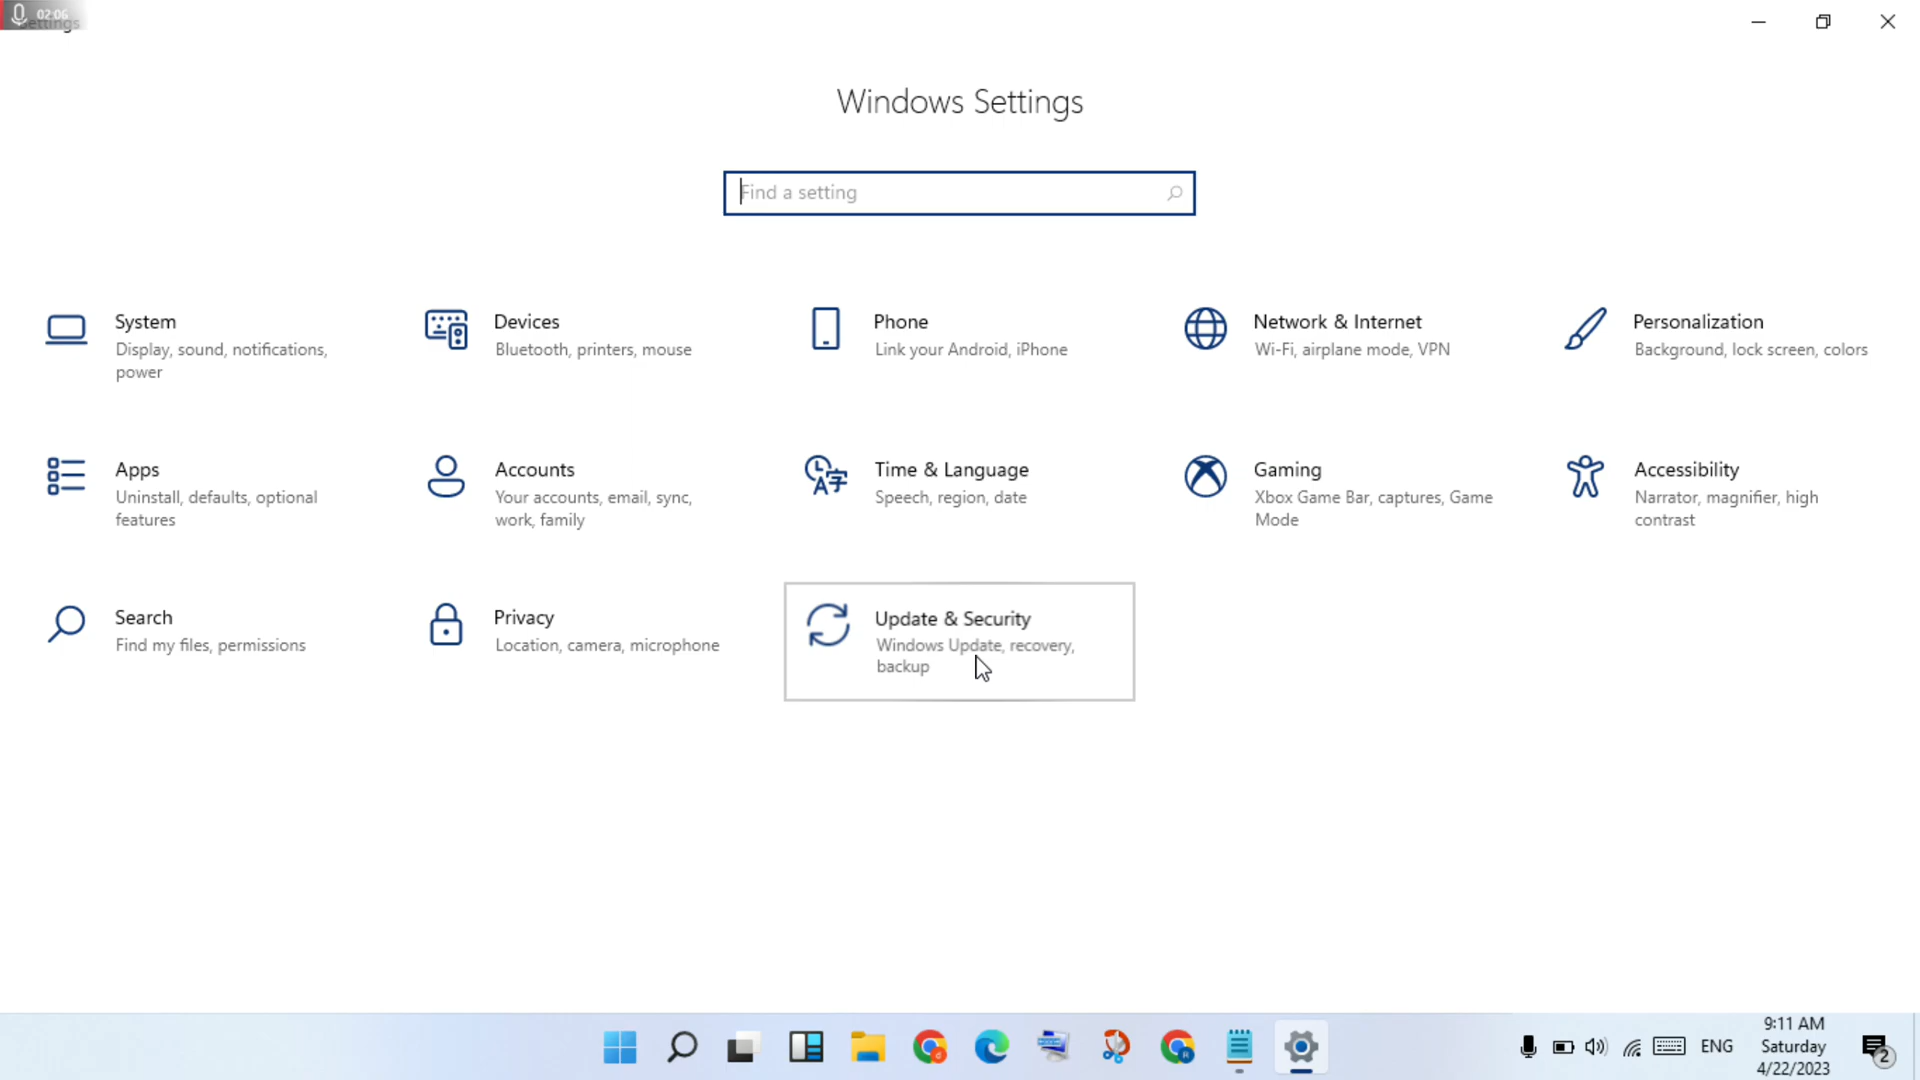 02:06
Settings
Windows Settings
Find a setting
System
Display, sound, notifications,
power
Devices
Bluetooth, printers, mouse
Phone
Link your Android, iPhone
Network & Internet
Wi-Fi, airplane mode, VPN
Personalization
Background, lock screen, colors
Apps
Uninstall, defaults, optional
features
Accounts
Your accounts, email, sync,
work, family
Time & Language
Speech, region, date
Gaming
Xbox Game Bar, captures, Game
Mode
Accessibility
Narrator, magnifier, high
contrast
Search
Find my files, permissions
Privacy
Location, camera, microphone
Update & Security
Windows Update, recovery,
backup
ENG
9:11 AM
Saturday
4/22/2023
2